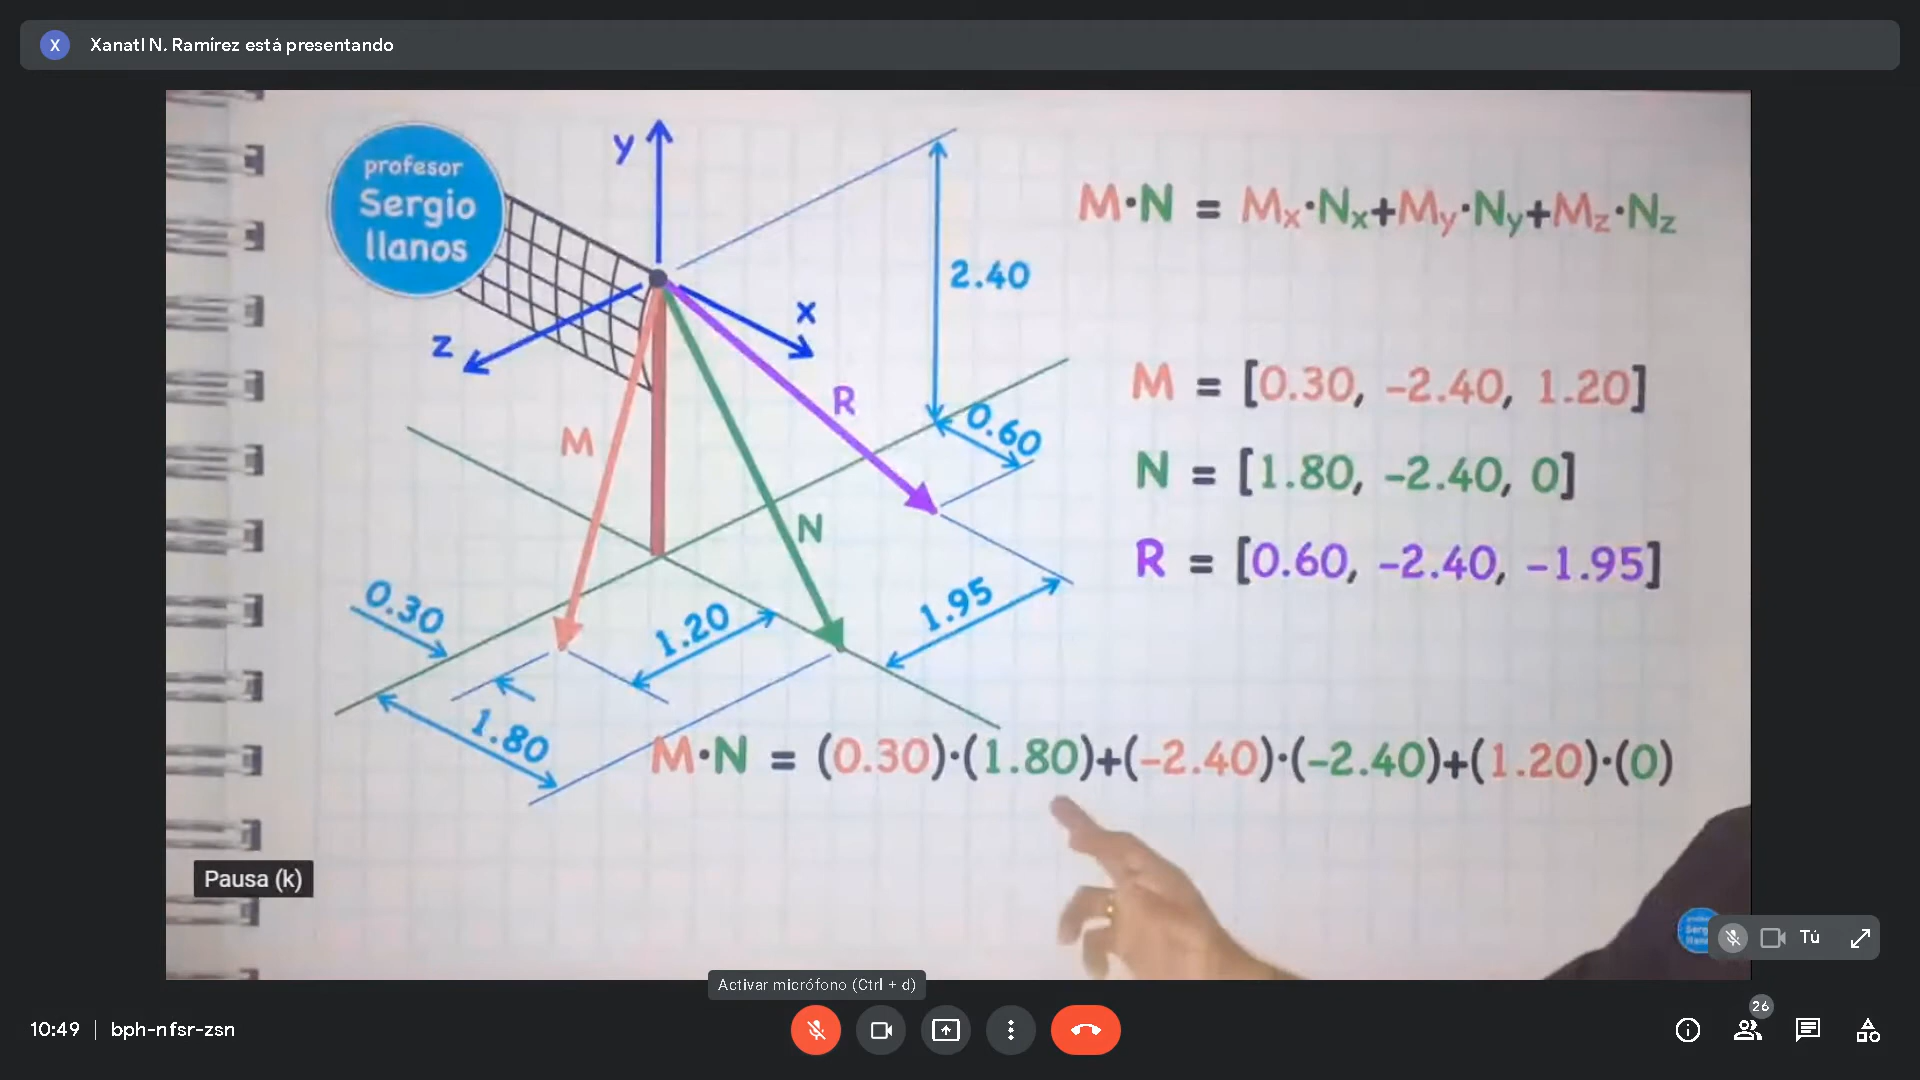 X Xanatl N. Ramírez está presentando
profesor
Sergio
llanos
y
x
z
2.40
0.60
R
M
N
0.30
1.20
1.95
1.80
M·N = Mx·Nx+My·Ny+Mz·Nz
M = [0.30, -2.40, 1.20]
N = [1.80, -2.40, 0]
R = [0.60, -2.40, -1.95]
M·N = (0.30)·(1.80)+(-2.40)·(-2.40)+(1.20)·(0)
Pausa (k)
Tú
Activar micrófono (Ctrl + d)
10:49 | bph-nfsr-zsn
26